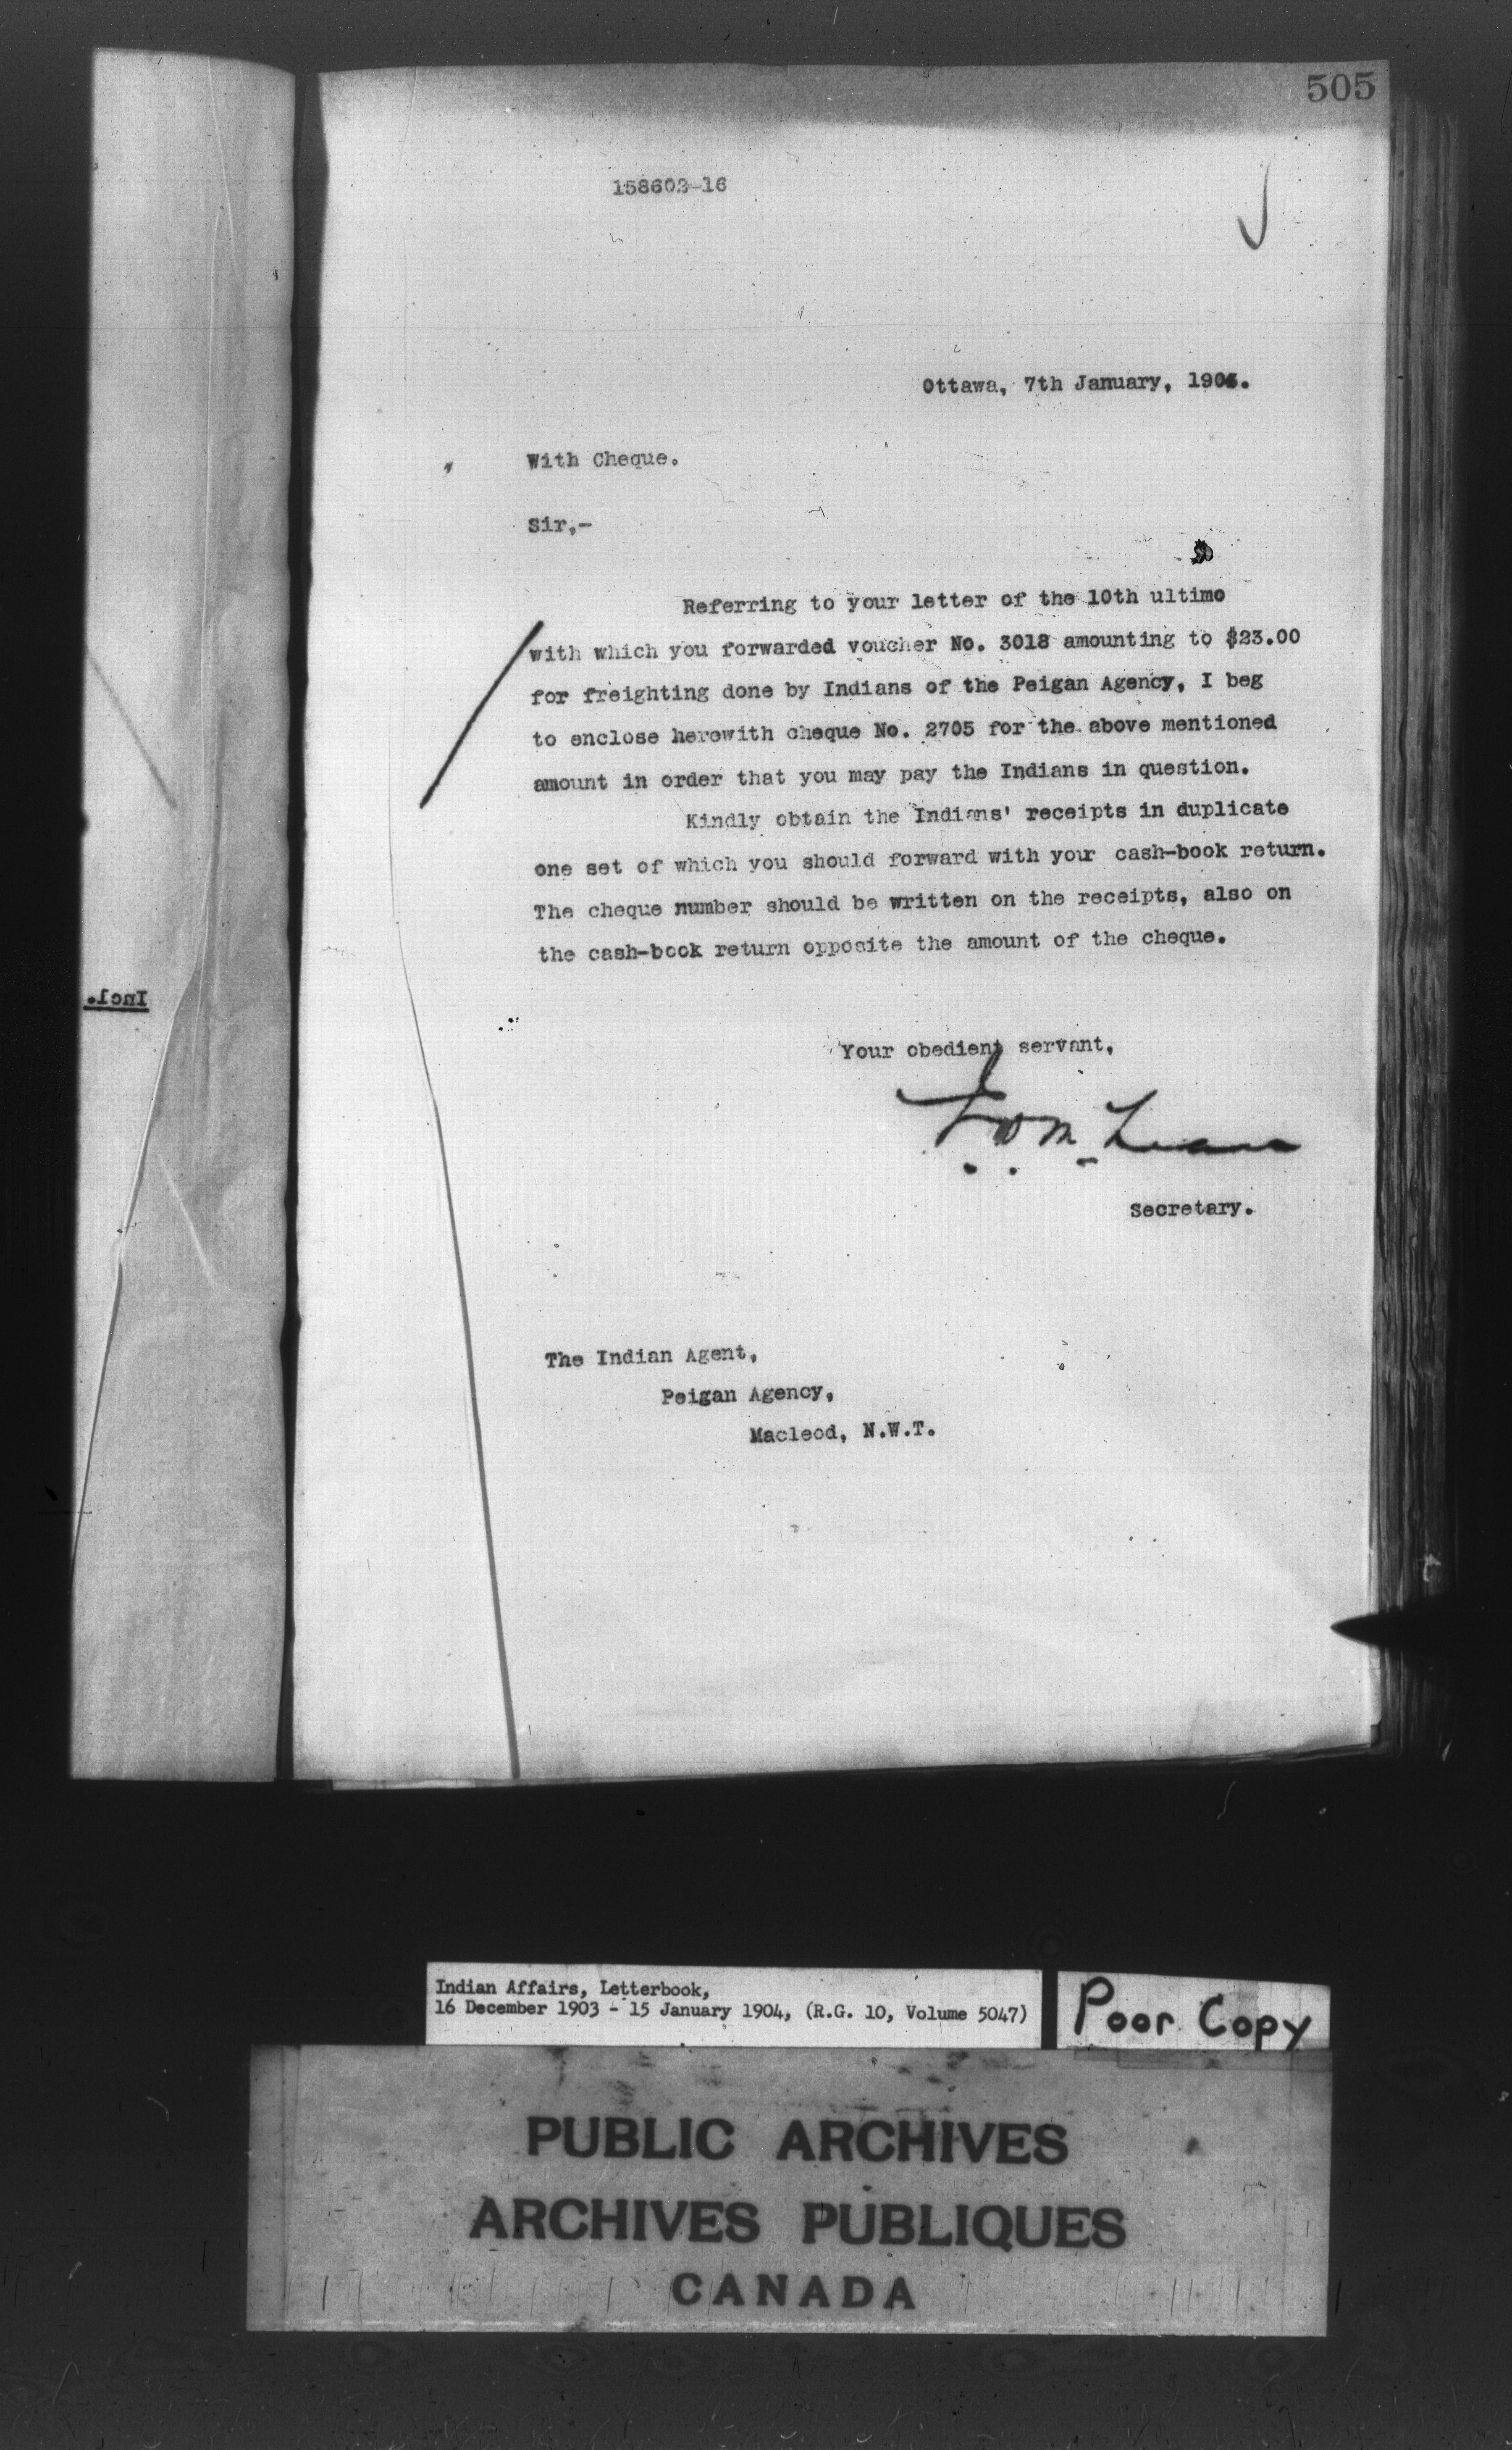 505
158602-16
Ottawa, 7th January, 1904.
With Cheque.
Sir,-
Referring to your letter of the 10th ultimo
with which you forwarded voucher No. 3018 amounting to $23.00
for freighting done by Indians of the Peigan Agency, I beg
to enclose herewith cheque No. 2705 for the above mentioned
amount in order that you may pay the Indians in question.
Kindly obtain the Indians' receipts in duplicate
one set of which you should forward with your cash-book return.
The cheque number should be written on the receipts, also on
the cash-book return opposite the amount of the cheque.
Incl.
Your obedient servant,
J. D. McLean
Secretary.
The Indian Agent,
Peigan Agency,
Macleod, N.W.T.
Indian Affairs, Letterbook,
16 December 1903 - 15 January 1904, (R.G. 10, Volume 5047)
Poor Copy
PUBLIC ARCHIVES
ARCHIVES PUBLIQUES
CANADA